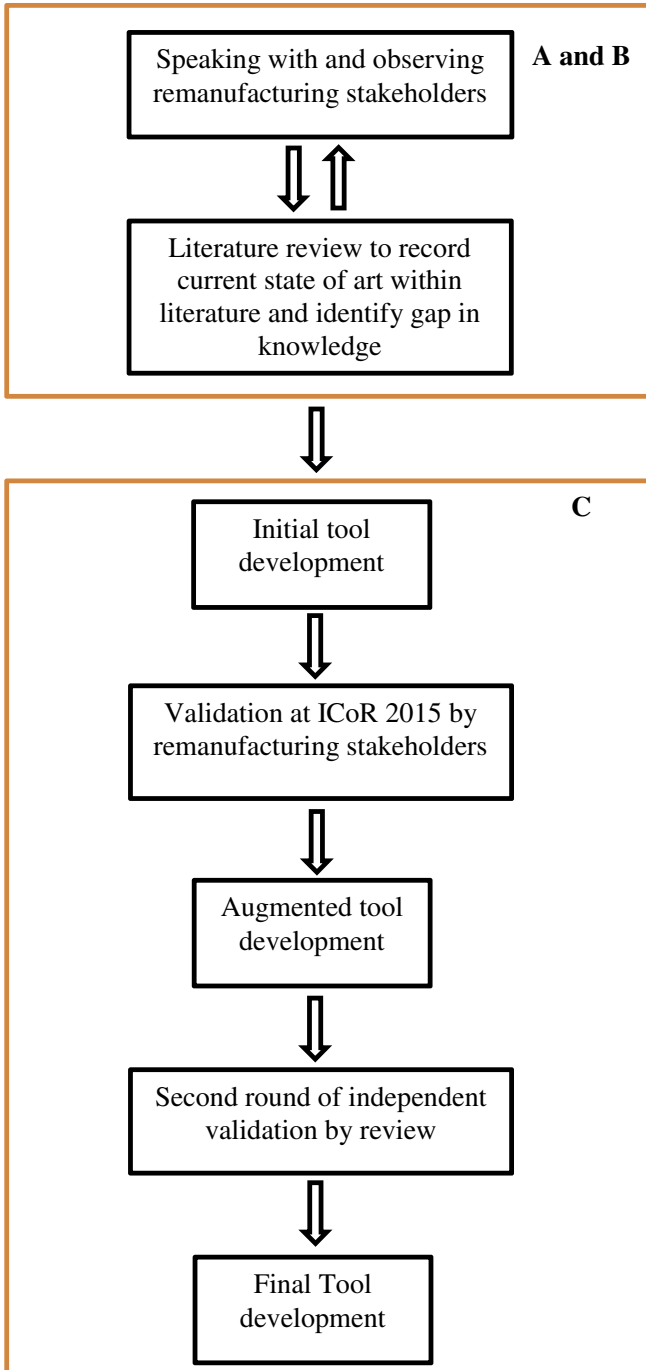 Speaking with and observing
remanufacturing stakeholders
A and B
Literature review to record
current state of art within
literature and identify gap in
knowledge
C
Initial tool
development
Validation at ICoR 2015 by
remanufacturing stakeholders
Augmented tool
development
Second round of independent
validation by review
Final Tool
development